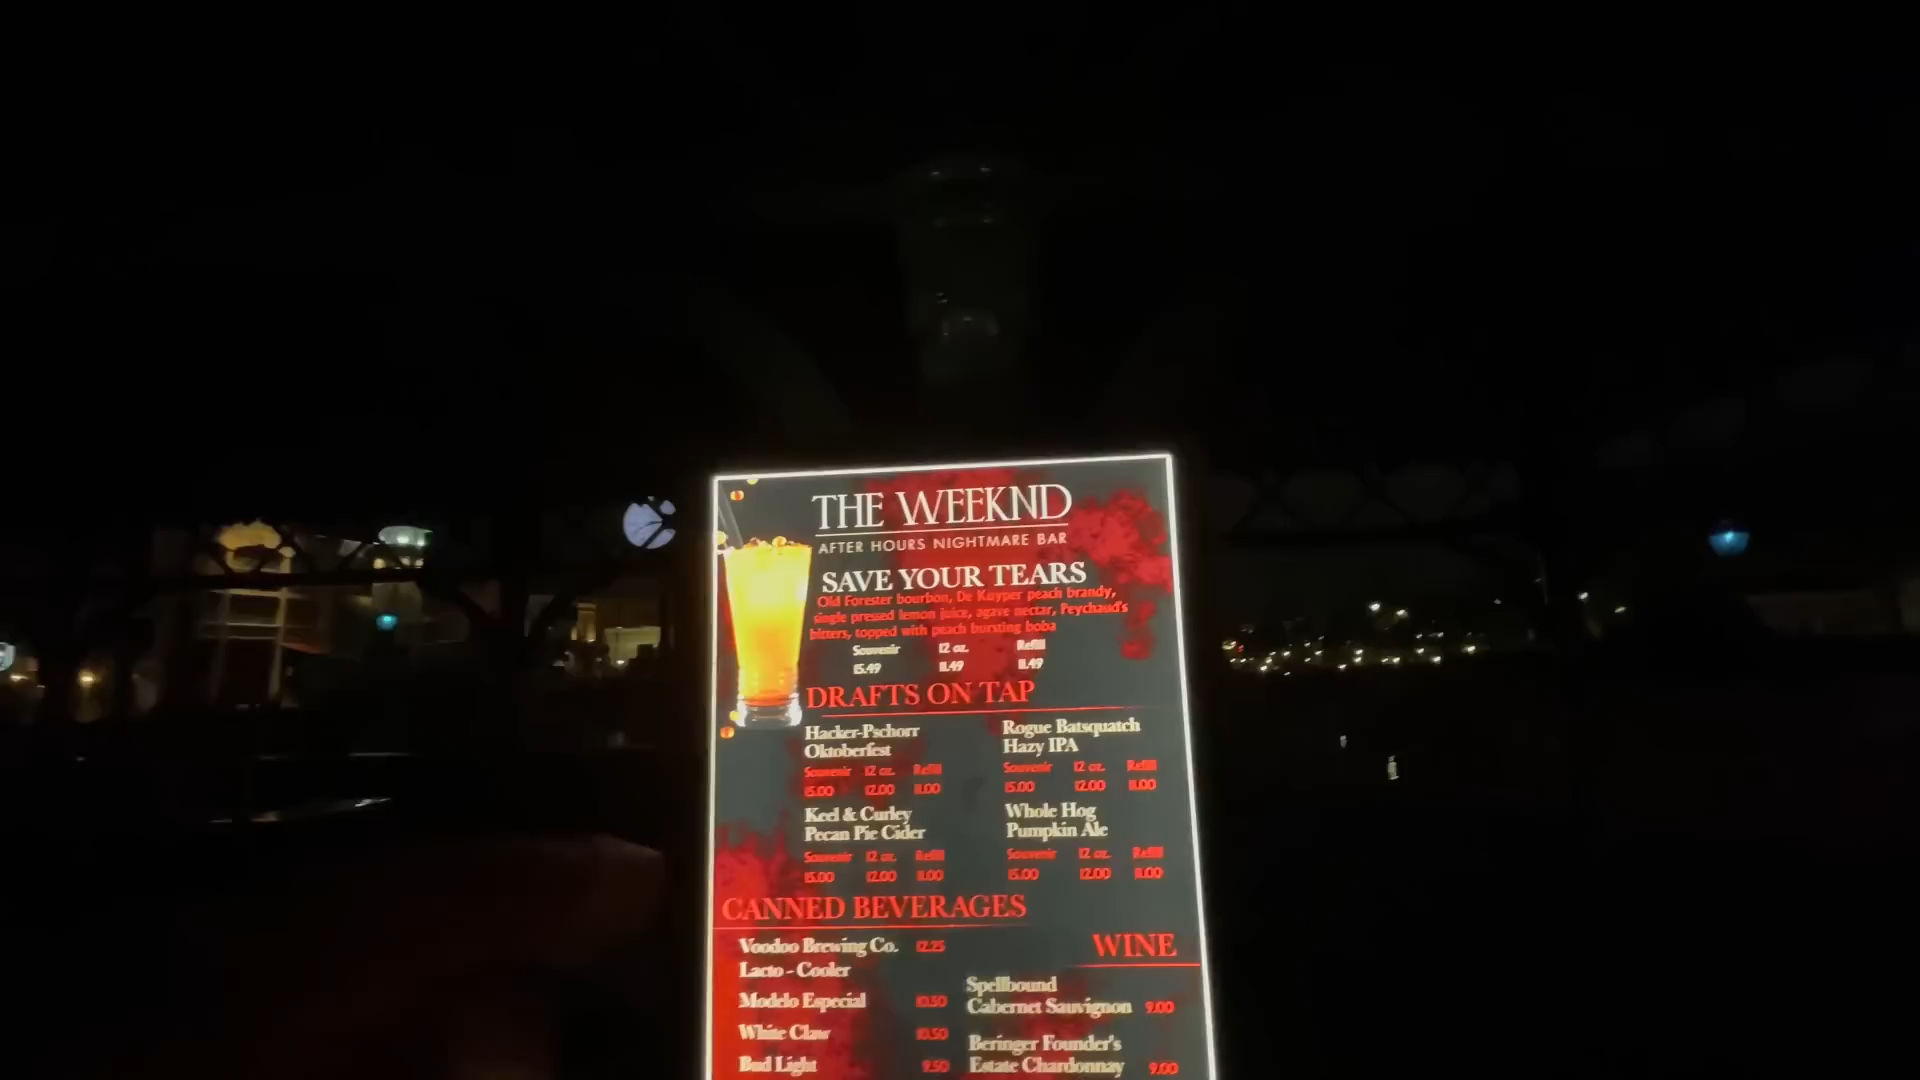 THE WEEKND
AFTER HOURS NIGHTMARE BAR
SAVE YOUR TEARS
Old Forester bourbon, De Kuyper peach brandy,
single pressed lemon juice, agave nectar, Peychaud's
bitters, topped with peach bursting boba
Souvenir 12 oz. Refill
15.49 11.49 11.49
DRAFTS ON TAP
Hacker-Pschorr
Oktoberfest
Souvenir 12 oz. Refill
15.00 12.00 11.00
Rogue Batsquatch
Hazy IPA
Souvenir 12 oz. Refill
15.00 12.00 11.00
Keel & Curley
Pecan Pie Cider
Souvenir 12 oz. Refill
15.00 12.00 11.00
Whole Hog
Pumpkin Ale
Souvenir 12 oz. Refill
15.00 12.00 11.00
CANNED BEVERAGES
Voodoo Brewing Co. 12.25
Lacto - Cooler
Modelo Especial 10.50
White Claw 10.50
Bud Light 9.50
WINE
Spellbound
Cabernet Sauvignon 9.00
Beringer Founder's
Estate Chardonnay 9.00